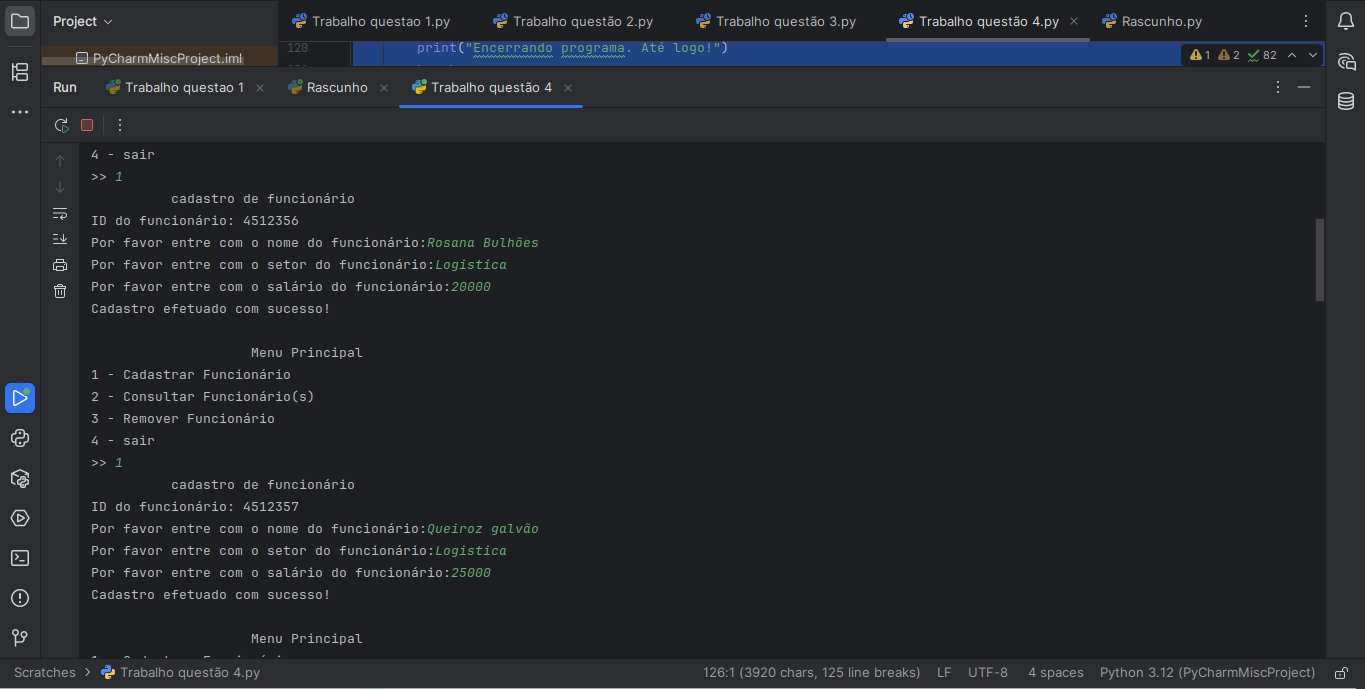 Project
Trabalho questao 1.py
Trabalho questão 2.py
Trabalho questão 3.py
Trabalho questão 4.py
Rascunho.py
PyCharmMiscProject.iml
120
print("Encerrando programa. Até logo!")
1 2 82
Run
Trabalho questao 1
Rascunho
Trabalho questão 4
4 - sair
>> 1
cadastro de funcionário
ID do funcionário: 4512356
Por favor entre com o nome do funcionário:Rosana Bulhões
Por favor entre com o setor do funcionário:Logistica
Por favor entre com o salário do funcionário:20000
Cadastro efetuado com sucesso!
Menu Principal
1 - Cadastrar Funcionário
2 - Consultar Funcionário(s)
3 - Remover Funcionário
4 - sair
>> 1
cadastro de funcionário
ID do funcionário: 4512357
Por favor entre com o nome do funcionário:Queiroz galvão
Por favor entre com o setor do funcionário:Logistica
Por favor entre com o salário do funcionário:25000
Cadastro efetuado com sucesso!
Menu Principal
Scratches > Trabalho questão 4.py
126:1 (3920 chars, 125 line breaks) LF UTF-8 4 spaces Python 3.12 (PyCharmMiscProject)